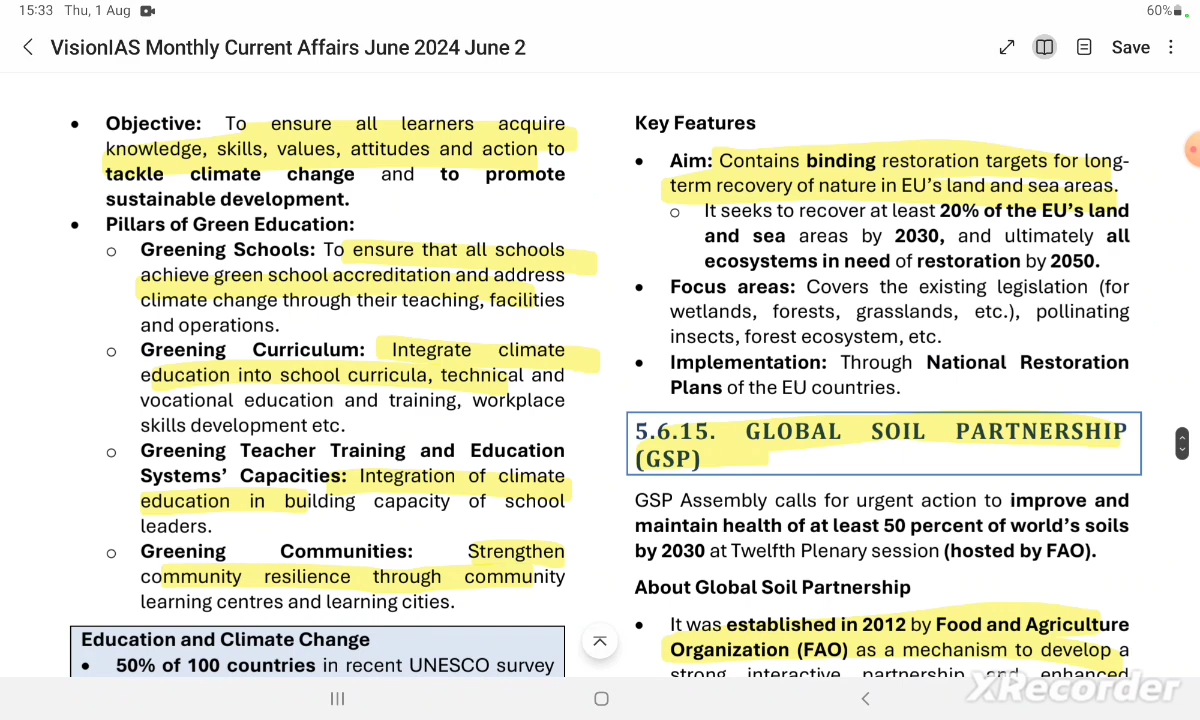 15:33 Thu, 1 Aug
60%
VisionIAS Monthly Current Affairs June 2024 June 2
Save
• Objective: To ensure all learners acquire
knowledge, skills, values, attitudes and action to
tackle climate change and to promote
sustainable development.
• Pillars of Green Education:
o Greening Schools: To ensure that all schools
achieve green school accreditation and address
climate change through their teaching, facilities
and operations.
o Greening Curriculum: Integrate climate
education into school curricula, technical and
vocational education and training, workplace
skills development etc.
o Greening Teacher Training and Education
Systems’ Capacities: Integration of climate
education in building capacity of school
leaders.
o Greening Communities: Strengthen
community resilience through community
learning centres and learning cities.
Education and Climate Change
• 50% of 100 countries in recent UNESCO survey
Key Features
• Aim: Contains binding restoration targets for long-
term recovery of nature in EU’s land and sea areas.
o It seeks to recover at least 20% of the EU’s land
and sea areas by 2030, and ultimately all
ecosystems in need of restoration by 2050.
• Focus areas: Covers the existing legislation (for
wetlands, forests, grasslands, etc.), pollinating
insects, forest ecosystem, etc.
• Implementation: Through National Restoration
Plans of the EU countries.
5.6.15. GLOBAL SOIL PARTNERSHIP
(GSP)
GSP Assembly calls for urgent action to improve and
maintain health of at least 50 percent of world’s soils
by 2030 at Twelfth Plenary session (hosted by FAO).
About Global Soil Partnership
• It was established in 2012 by Food and Agriculture
Organization (FAO) as a mechanism to develop a
strong interactive partnership and enhanced
XRecorder